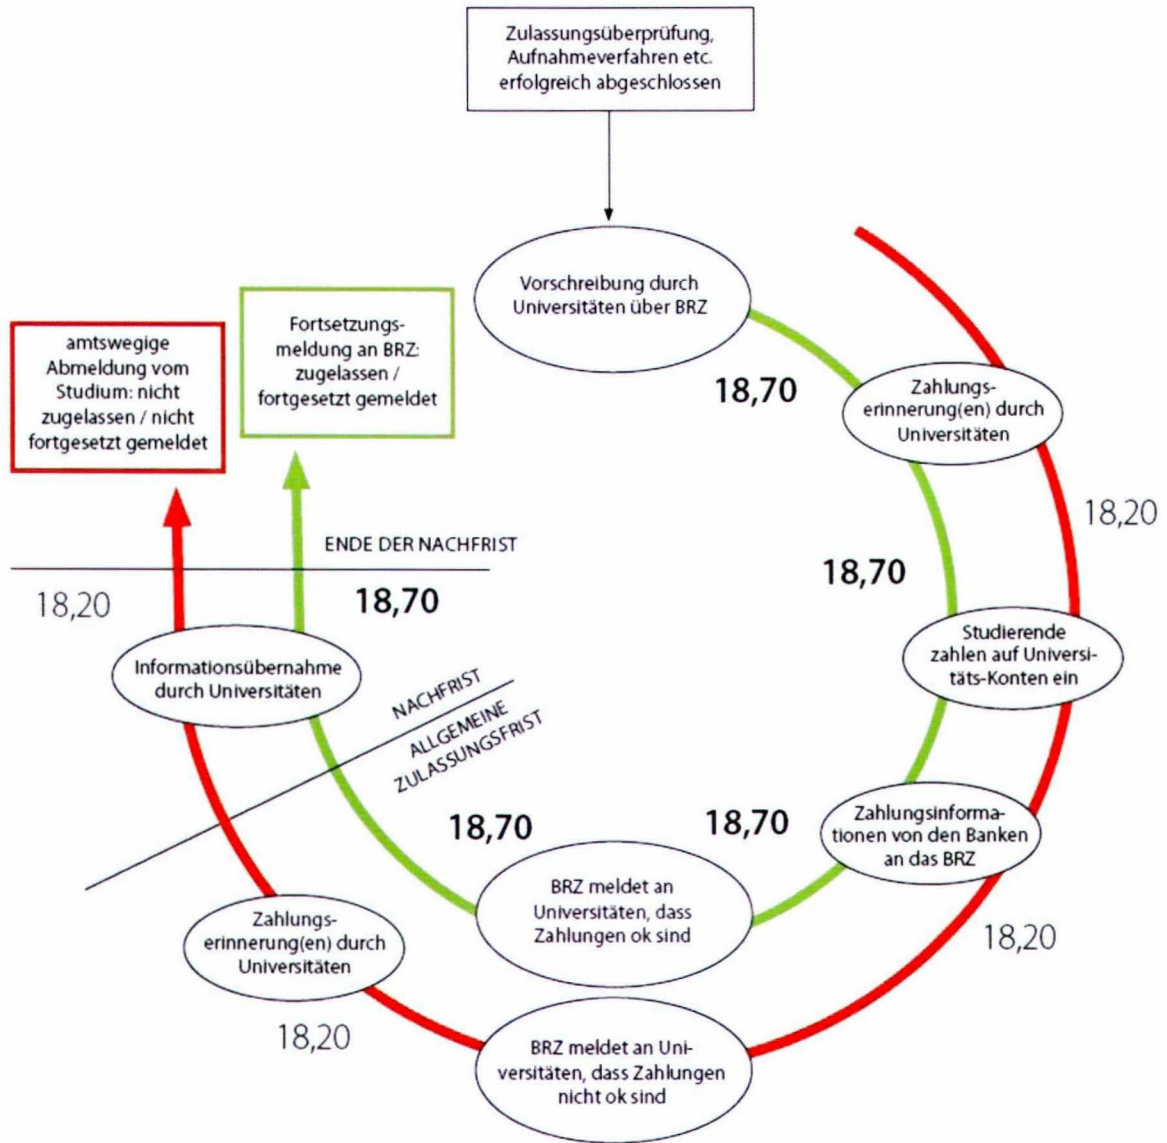 Zulassungsüberprüfung,
Aufnahmeverfahren etc.
erfolgreich abgeschlossen
Vorschreibung durch
Universitäten über BRZ
18,70
Zahlungs-
erinnerung(en) durch
Universitäten
18,20
18,70
Studierende
zahlen auf Universi-
täts-Konten ein
Zahlungsinforma-
tionen von den Banken
an das BRZ
18,20
18,70
BRZ meldet an
Universitäten, dass
Zahlungen ok sind
18,70
BRZ meldet an Uni-
versitäten, dass Zahlungen
nicht ok sind
18,20
Zahlungs-
erinnerung(en) durch
Universitäten
NACHFRIST
ALLGEMEINE
ZULASSUNGSFRIST
Informationsübernahme
durch Universitäten
18,20
18,70
ENDE DER NACHFRIST
amtswegige
Abmeldung vom
Studium: nicht
zugelassen / nicht
fortgesetzt gemeldet
Fortsetzungs-
meldung an BRZ:
zugelassen /
fortgesetzt gemeldet